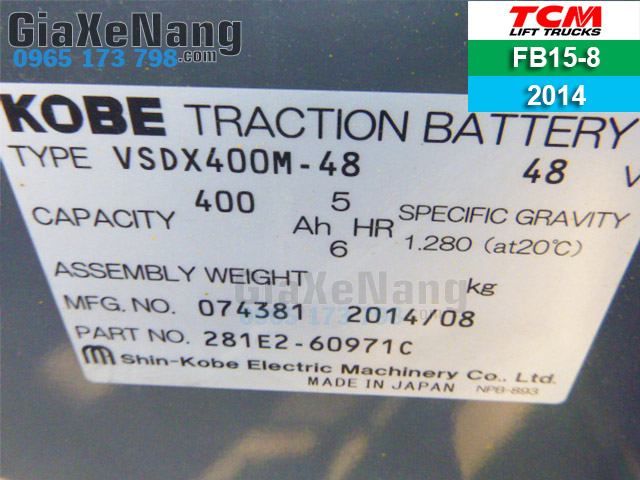 GiaXeNang
0965 173 798.com
TCM
LIFT TRUCKS
FB15-8
2014
KOBE TRACTION BATTERY
TYPE VSDX400M-48 48 V
CAPACITY 400 Ah 5 HR SPECIFIC GRAVITY
6 1.280 (at20℃)
ASSEMBLY WEIGHT kg
GiaXeNang
MFG. NO. 074381 2014/08
PART NO. 281E2-60971C
Shin-Kobe Electric Machinery Co., Ltd.
MADE IN JAPAN NPB-893